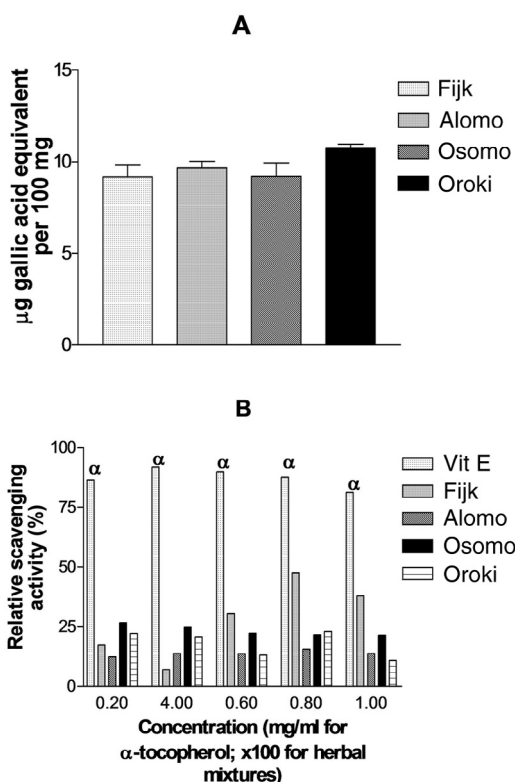 A
μg gallic acid equivalent
per 100 mg
15
10
5
0
Fijk
Alomo
Osomo
Oroki
B
Relative scavenging
activity (%)
100
75
50
25
0
α
α
α
α
α
Vit E
Fijk
Alomo
Osomo
Oroki
0.20 4.00 0.60 0.80 1.00
Concentration (mg/ml for
α-tocopherol; x100 for herbal
mixtures)